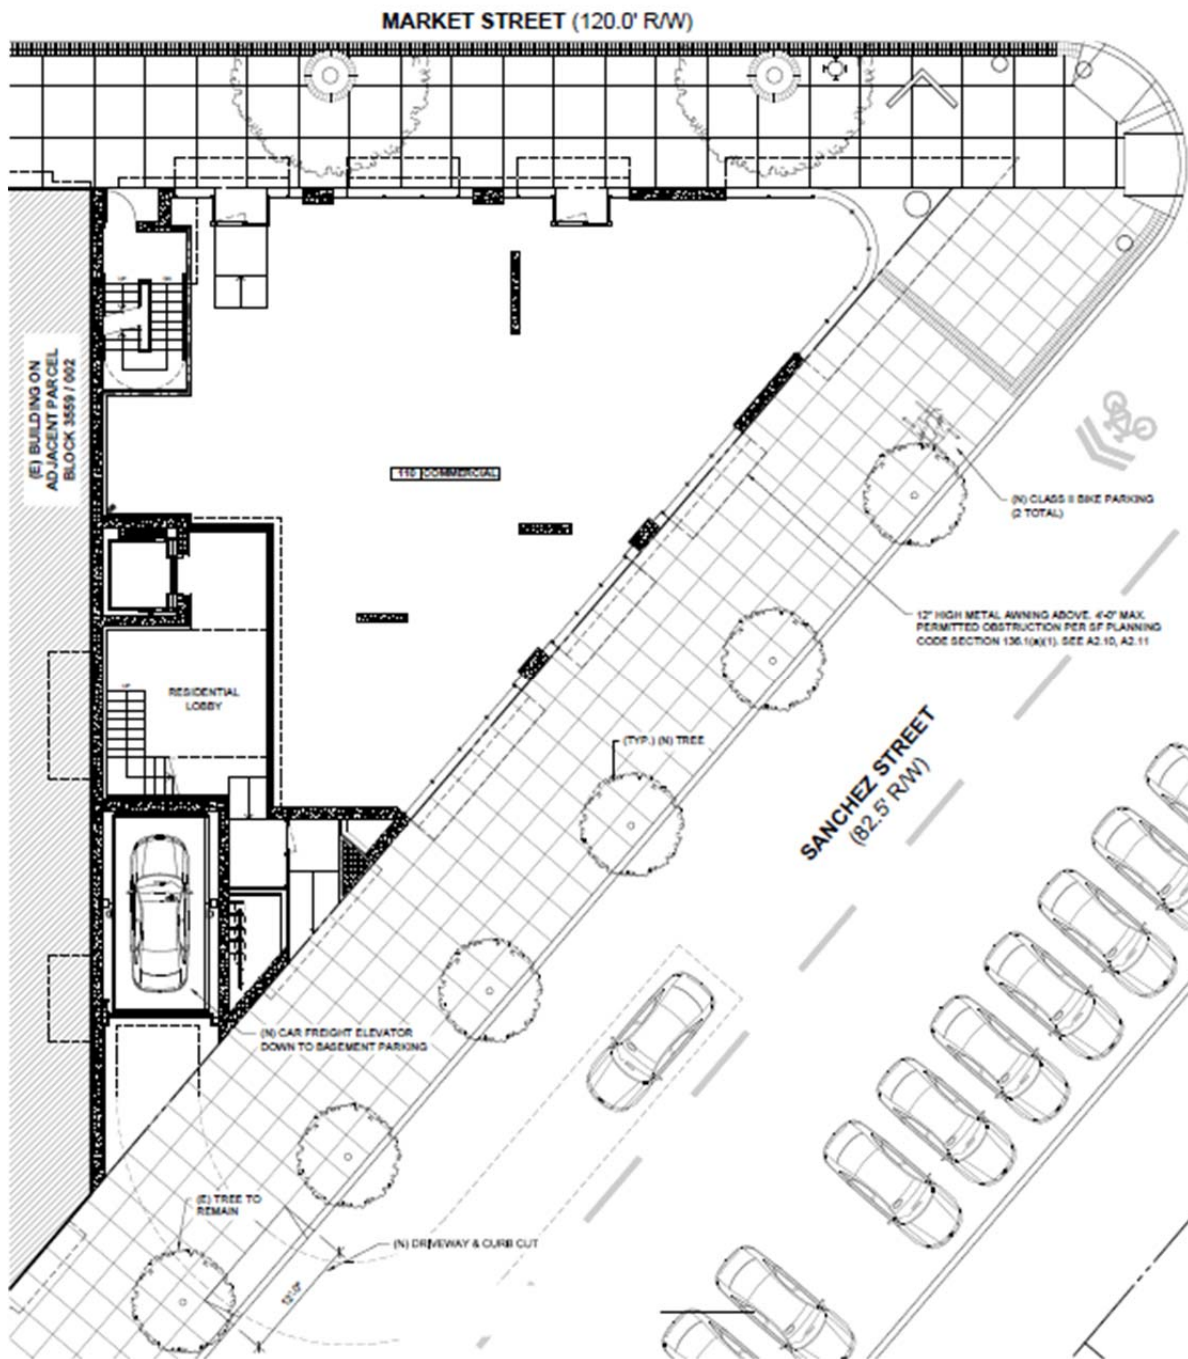 MARKET STREET (120.0' R/W)
(E) BUILDING ON
ADJACENT PARCEL
BLOCK 3559 / 002
110 COMMERCIAL
(N) CLASS II BIKE PARKING
(2 TOTAL)
12" HIGH METAL AWNING ABOVE. 4'-0" MAX.
PERMITTED OBSTRUCTION PER SF PLANNING
CODE SECTION 136.1(a)(1). SEE A2.10, A2.11
RESIDENTIAL
LOBBY
(TYP.) (N) TREE
SANCHEZ STREET
(82.5' R/W)
(N) CAR FREIGHT ELEVATOR
DOWN TO BASEMENT PARKING
(E) TREE TO
REMAIN
(N) DRIVEWAY & CURB CUT